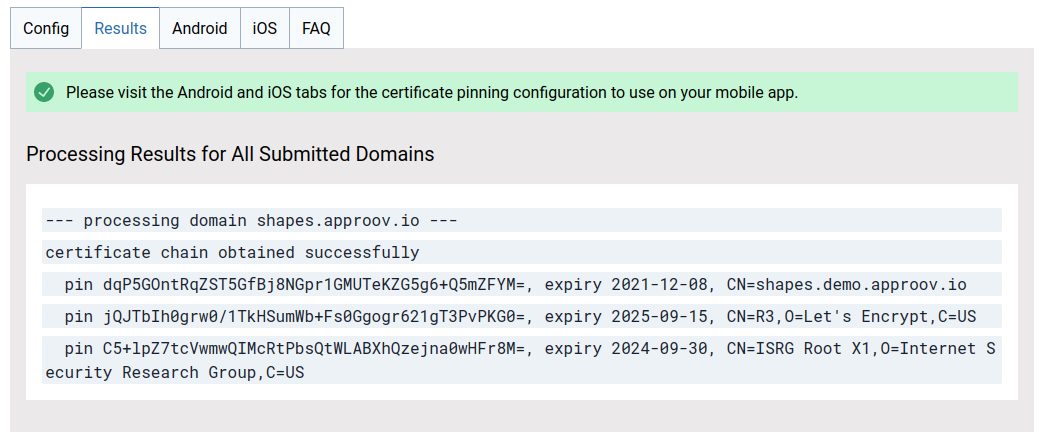 Config
Results
Android
iOS
FAQ
Please visit the Android and iOS tabs for the certificate pinning configuration to use on your mobile app.
Processing Results for All Submitted Domains
--- processing domain shapes.approov.io ---
certificate chain obtained successfully
pin dqP5GOntRqZST5GfBj8NGpr1GMUTeKZG5g6+Q5mZFYM=, expiry 2021-12-08, CN=shapes.demo.approov.io
pin jQJTbIh0grw0/1TkHSumWb+Fs0Ggogr621gT3PvPKG0=, expiry 2025-09-15, CN=R3,O=Let's Encrypt,C=US
pin C5+lpZ7tcVwmwQIMcRtPbsQtWLABXhQzejna0wHFr8M=, expiry 2024-09-30, CN=ISRG Root X1,O=Internet S
ecurity Research Group,C=US